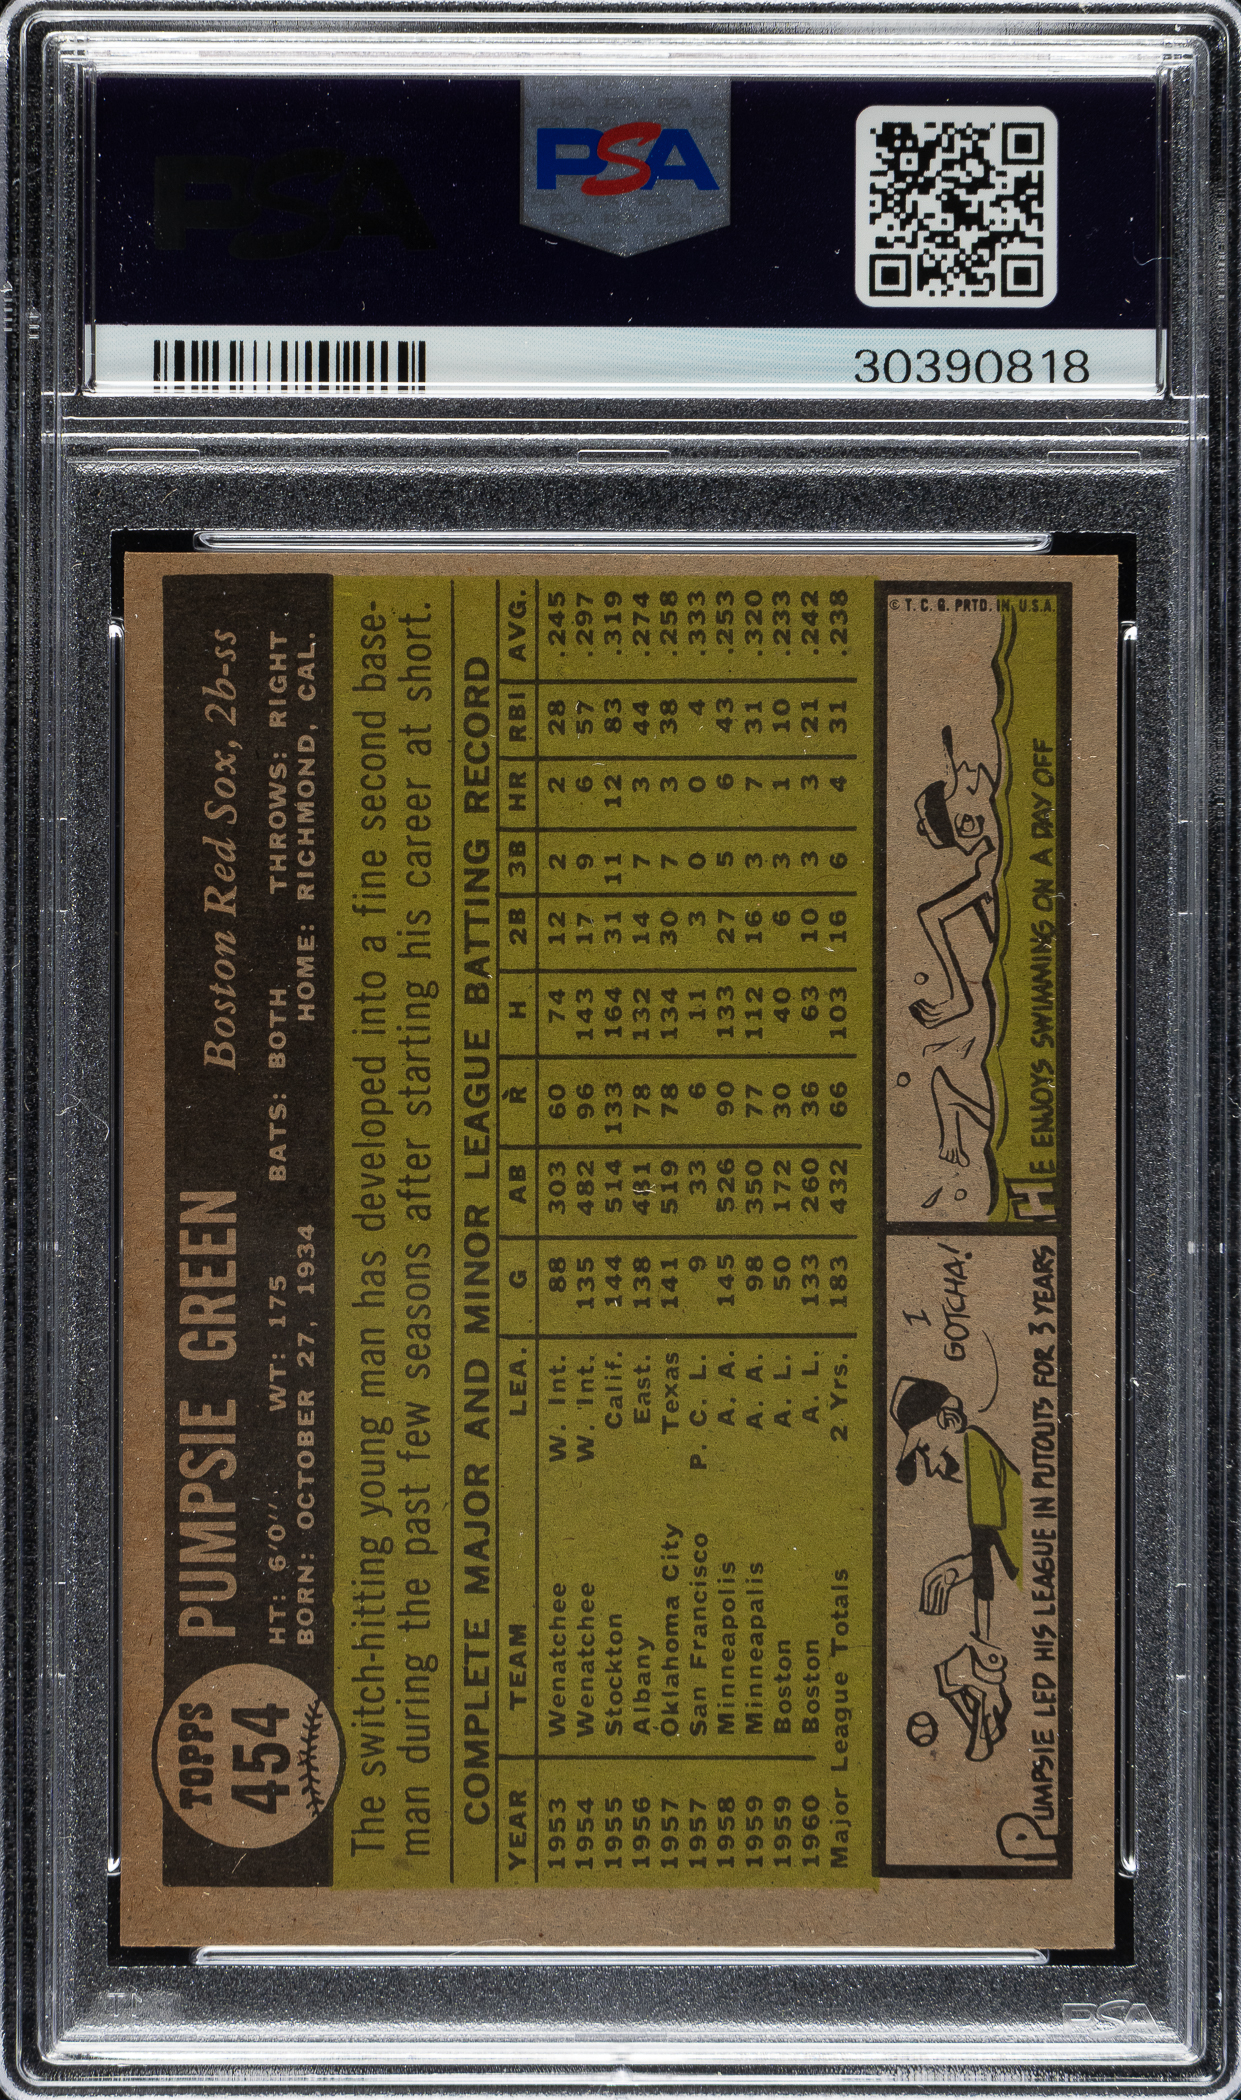 PSA
PSA
30390818
TOPPS
454
PUMPSIE GREEN Boston Red Sox, 2b-ss
HT: 6'0" WT: 175 BATS: BOTH THROWS: RIGHT
BORN: OCTOBER 27, 1934 HOME: RICHMOND, CAL.
The switch-hitting young man has developed into a fine second base-
man during the past few seasons after starting his career at short.
COMPLETE MAJOR AND MINOR LEAGUE BATTING RECORD
YEAR TEAM LEA. G AB R H 2B 3B HR RBI AVG.
1953 Wenatchee W. Int. 88 303 60 74 12 2 2 28 .245
1954 Wenatchee W. Int. 135 482 96 143 17 9 6 57 .297
1955 Stockton Calif. 144 514 133 164 31 11 12 83 .319
1956 Albany East. 138 481 78 132 14 7 3 44 .274
1957 Oklahoma City Texas 141 519 78 134 30 7 3 38 .258
1957 San Francisco P. C. L. 9 33 6 11 3 0 0 4 .333
1958 Minneapolis A. A. 145 526 90 133 27 5 6 43 .253
1959 Minneapalis A. A. 98 350 77 112 16 3 7 31 .320
1959 Boston A. L. 50 172 30 40 6 3 1 10 .233
1960 Boston A. L. 133 260 36 63 10 3 3 21 .242
Major League Totals 2 Yrs. 183 432 66 103 16 6 4 31 .238
I
GOTCHA!
PUMPSIE LED HIS LEAGUE IN PUTOUTS FOR 3 YEARS
HE ENJOYS SWIMMING ON A DAY OFF
© T. C. G. PRTD. IN U.S.A.
PSA